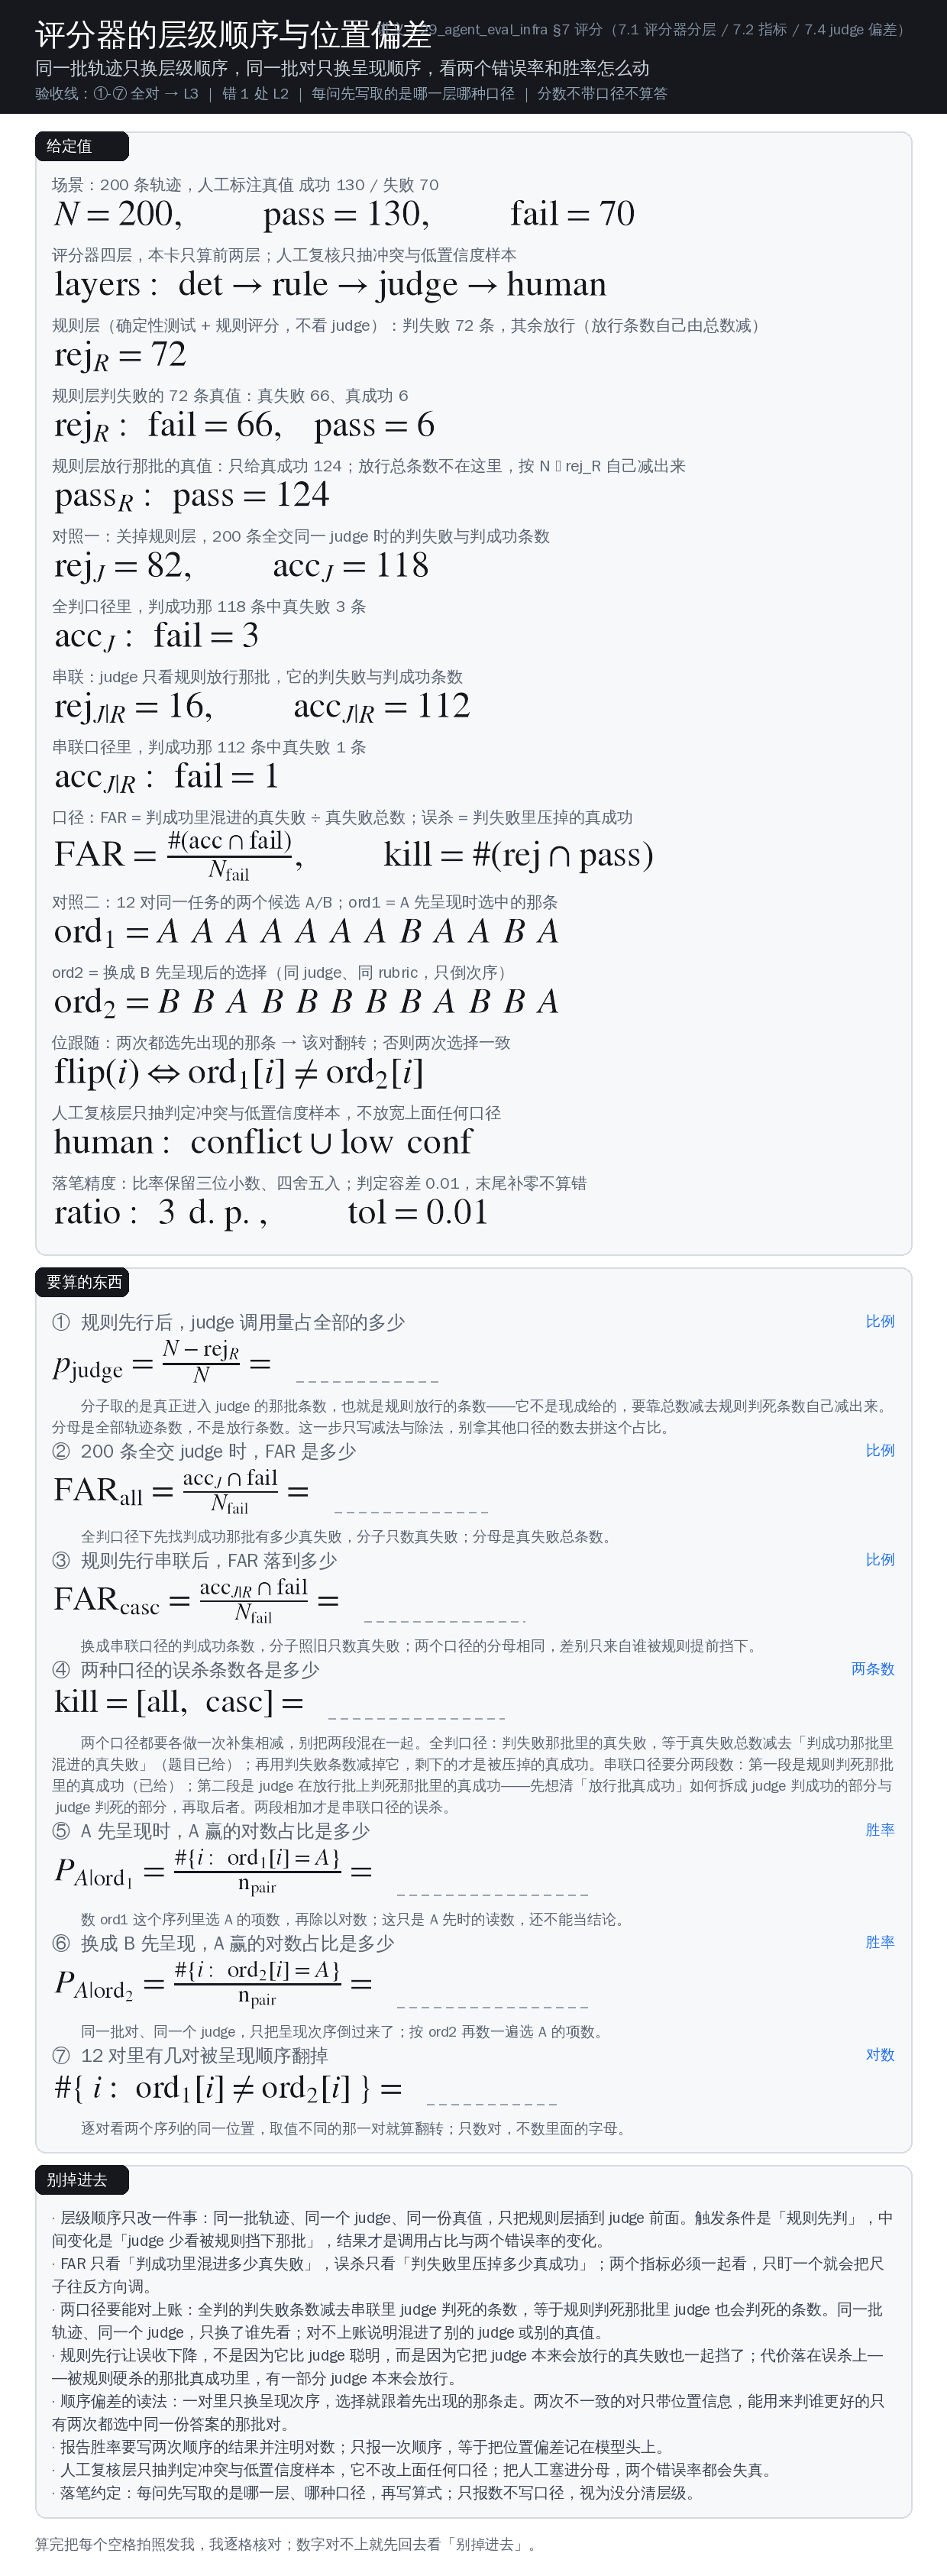 评分器的层级顺序与位置偏差
9_agent_eval_infra §7 评分（7.1 评分器分层 / 7.2 指标 / 7.4 judge 偏差）
同一批轨迹只换层级顺序，同一批对只换呈现顺序，看两个错误率和胜率怎么动
验收线：①-⑦ 全对 → L3 ｜ 错 1 处 L2 ｜ 每问先写取的是哪一层哪种口径 ｜ 分数不带口径不算答
给定值
场景：200 条轨迹，人工标注真值 成功 130 / 失败 70
N = 200, pass = 130, fail = 70
评分器四层，本卡只算前两层；人工复核只抽冲突与低置信度样本
layers : det → rule → judge → human
规则层（确定性测试 + 规则评分，不看 judge）：判失败 72 条，其余放行（放行条数自己由总数减）
rej_R = 72
规则层判失败的 72 条真值：真失败 66、真成功 6
rej_R : fail = 66, pass = 6
规则层放行那批的真值：只给真成功 124；放行总条数不在这里，按 N ▯ rej_R 自己减出来
pass_R : pass = 124
对照一：关掉规则层，200 条全交同一 judge 时的判失败与判成功条数
rej_J = 82, acc_J = 118
全判口径里，判成功那 118 条中真失败 3 条
acc_J : fail = 3
串联：judge 只看规则放行那批，它的判失败与判成功条数
rej_{J|R} = 16, acc_{J|R} = 112
串联口径里，判成功那 112 条中真失败 1 条
acc_{J|R} : fail = 1
口径：FAR = 判成功里混进的真失败 ÷ 真失败总数；误杀 = 判失败里压掉的真成功
FAR = #(acc ∩ fail) / N_fail, kill = #(rej ∩ pass)
对照二：12 对同一任务的两个候选 A/B；ord1 = A 先呈现时选中的那条
ord_1 = A A A A A A A B A A B A
ord2 = 换成 B 先呈现后的选择（同 judge、同 rubric，只倒次序）
ord_2 = B B A B B B B B A B B A
位跟随：两次都选先出现的那条 → 该对翻转；否则两次选择一致
flip(i) ⇔ ord_1[i] ≠ ord_2[i]
人工复核层只抽判定冲突与低置信度样本，不放宽上面任何口径
human : conflict ∪ low conf
落笔精度：比率保留三位小数、四舍五入；判定容差 0.01，末尾补零不算错
ratio : 3 d. p. , tol = 0.01
要算的东西
① 规则先行后，judge 调用量占全部的多少 比例
p_judge = (N − rej_R) / N =
分子取的是真正进入 judge 的那批条数，也就是规则放行的条数——它不是现成给的，要靠总数减去规则判死条数自己减出来。
分母是全部轨迹条数，不是放行条数。这一步只写减法与除法，别拿其他口径的数去拼这个占比。
② 200 条全交 judge 时，FAR 是多少 比例
FAR_all = acc_J ∩ fail / N_fail =
全判口径下先找判成功那批有多少真失败，分子只数真失败；分母是真失败总条数。
③ 规则先行串联后，FAR 落到多少 比例
FAR_casc = acc_{J|R} ∩ fail / N_fail =
换成串联口径的判成功条数，分子照旧只数真失败；两个口径的分母相同，差别只来自谁被规则提前挡下。
④ 两种口径的误杀条数各是多少 两条数
kill = [all, casc] =
两个口径都要各做一次补集相减，别把两段混在一起。全判口径：判失败那批里的真失败，等于真失败总数减去「判成功那批里
混进的真失败」（题目已给）；再用判失败条数减掉它，剩下的才是被压掉的真成功。串联口径要分两段数：第一段是规则判死那批
里的真成功（已给）；第二段是 judge 在放行批上判死那批里的真成功——先想清「放行批真成功」如何拆成 judge 判成功的部分与
judge 判死的部分，再取后者。两段相加才是串联口径的误杀。
⑤ A 先呈现时，A 赢的对数占比是多少 胜率
P_{A|ord_1} = #{i : ord_1[i] = A} / n_pair =
数 ord1 这个序列里选 A 的项数，再除以对数；这只是 A 先时的读数，还不能当结论。
⑥ 换成 B 先呈现，A 赢的对数占比是多少 胜率
P_{A|ord_2} = #{i : ord_2[i] = A} / n_pair =
同一批对、同一个 judge，只把呈现次序倒过来了；按 ord2 再数一遍选 A 的项数。
⑦ 12 对里有几对被呈现顺序翻掉 对数
#{ i : ord_1[i] ≠ ord_2[i] } =
逐对看两个序列的同一位置，取值不同的那一对就算翻转；只数对，不数里面的字母。
别掉进去
· 层级顺序只改一件事：同一批轨迹、同一个 judge、同一份真值，只把规则层插到 judge 前面。触发条件是「规则先判」，中
间变化是「judge 少看被规则挡下那批」，结果才是调用占比与两个错误率的变化。
· FAR 只看「判成功里混进多少真失败」，误杀只看「判失败里压掉多少真成功」；两个指标必须一起看，只盯一个就会把尺
子往反方向调。
· 两口径要能对上账：全判的判失败条数减去串联里 judge 判死的条数，等于规则判死那批里 judge 也会判死的条数。同一批
轨迹、同一个 judge，只换了谁先看；对不上账说明混进了别的 judge 或别的真值。
· 规则先行让误收下降，不是因为它比 judge 聪明，而是因为它把 judge 本来会放行的真失败也一起挡了；代价落在误杀上—
—被规则硬杀的那批真成功里，有一部分 judge 本来会放行。
· 顺序偏差的读法：一对里只换呈现次序，选择就跟着先出现的那条走。两次不一致的对只带位置信息，能用来判谁更好的只
有两次都选中同一份答案的那批对。
· 报告胜率要写两次顺序的结果并注明对数；只报一次顺序，等于把位置偏差记在模型头上。
· 人工复核层只抽判定冲突与低置信度样本，它不改上面任何口径；把人工塞进分母，两个错误率都会失真。
· 落笔约定：每问先写取的是哪一层、哪种口径，再写算式；只报数不写口径，视为没分清层级。
算完把每个空格拍照发我，我逐格核对；数字对不上就先回去看「别掉进去」。